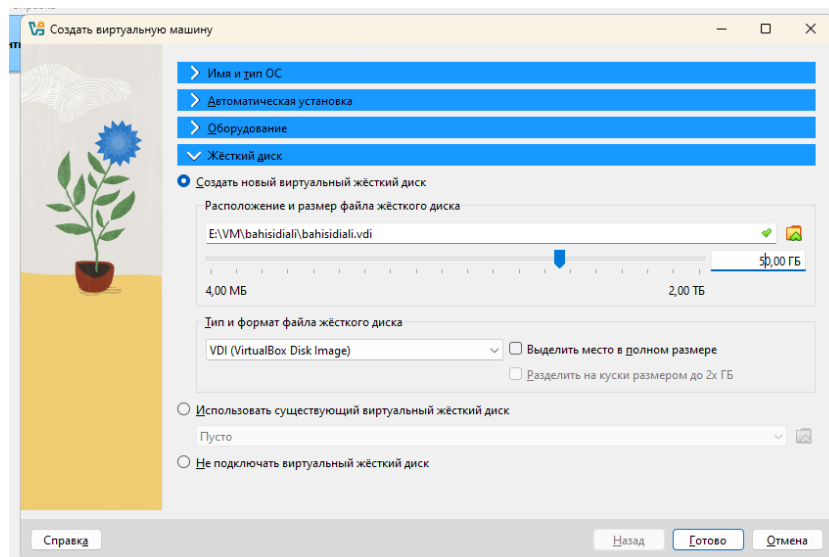 Создать виртуальную машину
Имя и тип ОС
Автоматическая установка
Оборудование
Жёсткий диск
Создать новый виртуальный жёсткий диск
Расположение и размер файла жёсткого диска
E:\VM\bahisidiali\bahisidiali.vdi
50,00 ГБ
4,00 МБ 2,00 ТБ
Тип и формат файла жёсткого диска
VDI (VirtualBox Disk Image) Выделить место в полном размере
Разделить на куски размером до 2х ГБ
Использовать существующий виртуальный жёсткий диск
Пусто
Не подключать виртуальный жёсткий диск
Справка Назад Готово Отмена